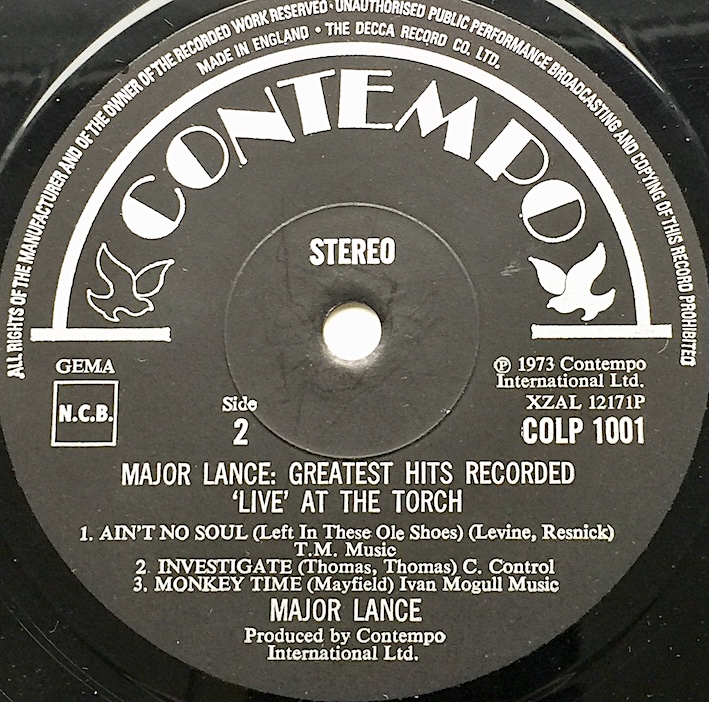 ALL RIGHTS OF THE MANUFACTURER AND OF THE OWNER OF THE RECORDED WORK RESERVED · UNAUTHORISED PUBLIC PERFORMANCE BROADCASTING AND COPYING OF THIS RECORD PROHIBITED
MADE IN ENGLAND · THE DECCA RECORD CO. LTD.
CONTEMPO
STEREO
GEMA
N.C.B.
Side
2
℗ 1973 Contempo
International Ltd.
XZAL 12171P
COLP 1001
MAJOR LANCE: GREATEST HITS RECORDED
‘LIVE’ AT THE TORCH
1. AIN'T NO SOUL (Left In These Ole Shoes) (Levine, Resnick)
T.M. Music
2. INVESTIGATE (Thomas, Thomas) C. Control
3. MONKEY TIME (Mayfield) Ivan Mogull Music
MAJOR LANCE
Produced by Contempo
International Ltd.